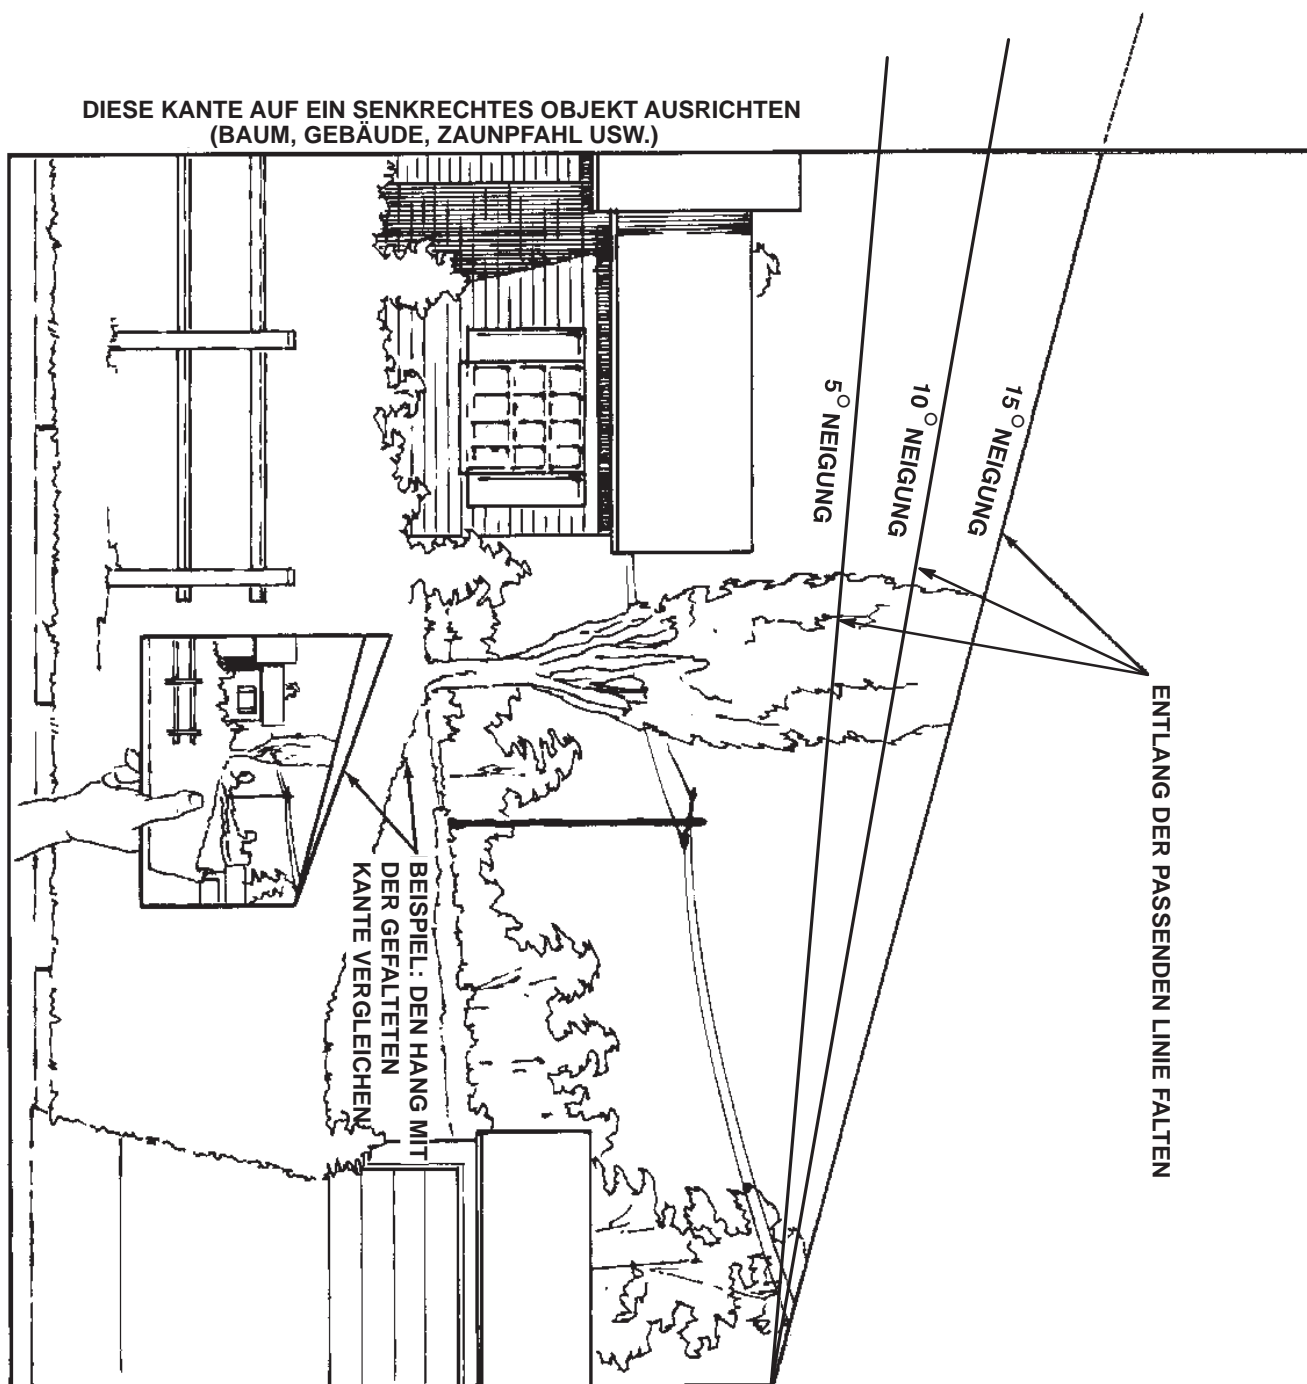 DIESE KANTE AUF EIN SENKRECHTES OBJEKT AUSRICHTEN
(BAUM, GEBÄUDE, ZAUNPFAHL USW.)
15° NEIGUNG
10° NEIGUNG
5° NEIGUNG
ENTLANG DER PASSENDEN LINIE FALTEN
BEISPIEL: DEN HANG MIT
DER GEFALTETEN
KANTE VERGLEICHEN